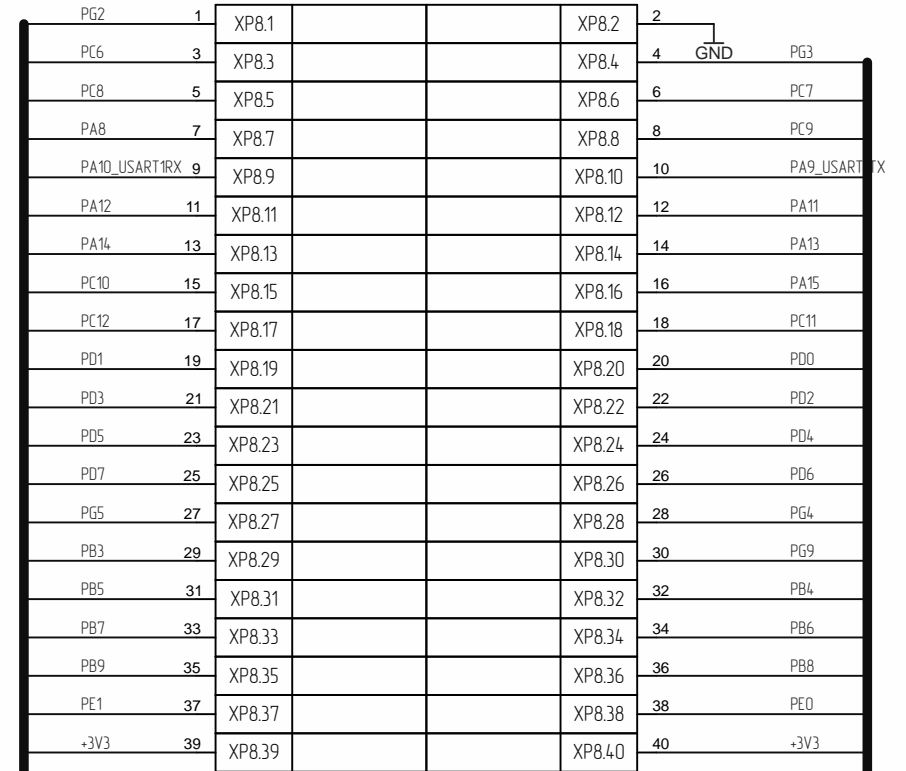 PG2 1 XP8.1 XP8.2 2
PC6 3 XP8.3 XP8.4 4 GND PG3
PC8 5 XP8.5 XP8.6 6 PC7
PA8 7 XP8.7 XP8.8 8 PC9
PA10_USART1RX 9 XP8.9 XP8.10 10 PA9_USART TX
PA12 11 XP8.11 XP8.12 12 PA11
PA14 13 XP8.13 XP8.14 14 PA13
PC10 15 XP8.15 XP8.16 16 PA15
PC12 17 XP8.17 XP8.18 18 PC11
PD1 19 XP8.19 XP8.20 20 PD0
PD3 21 XP8.21 XP8.22 22 PD2
PD5 23 XP8.23 XP8.24 24 PD4
PD7 25 XP8.25 XP8.26 26 PD6
PG5 27 XP8.27 XP8.28 28 PG4
PB3 29 XP8.29 XP8.30 30 PG9
PB5 31 XP8.31 XP8.32 32 PB4
PB7 33 XP8.33 XP8.34 34 PB6
PB9 35 XP8.35 XP8.36 36 PB8
PE1 37 XP8.37 XP8.38 38 PE0
+3V3 39 XP8.39 XP8.40 40 +3V3